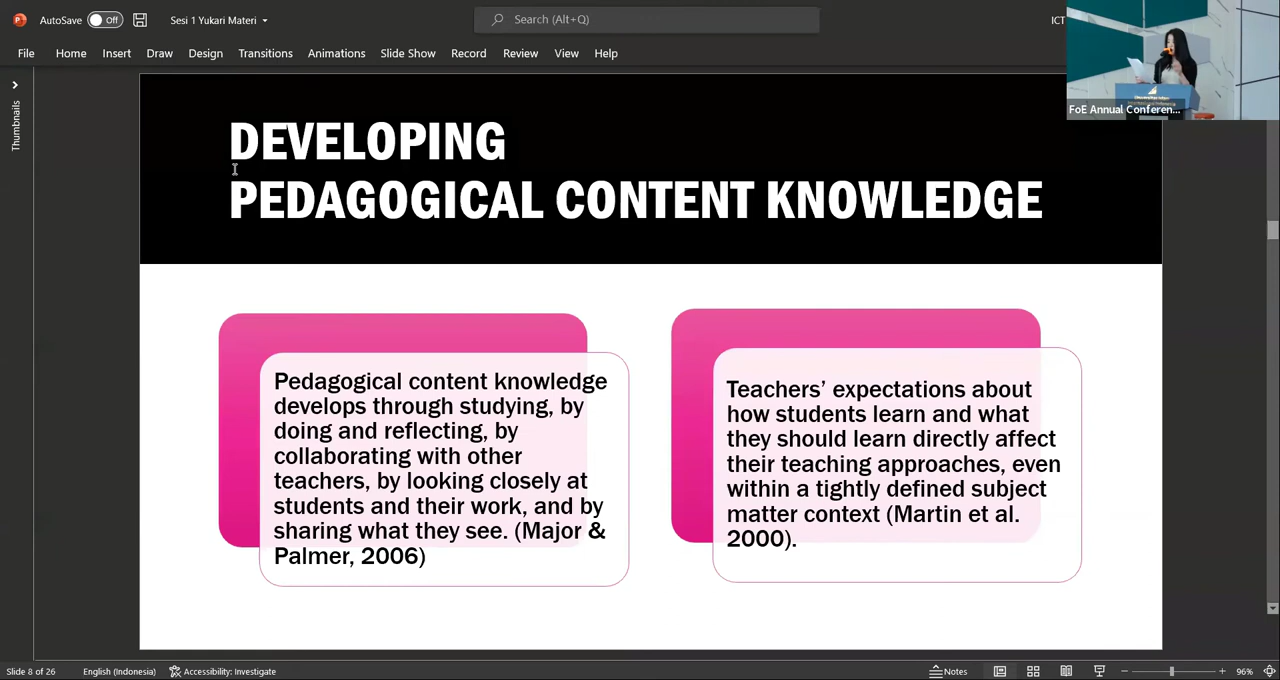 AutoSave Off Sesi 1 Yukari Materi Search (Alt+Q) ICT
File Home Insert Draw Design Transitions Animations Slide Show Record Review View Help
FoE Annual Conferen...
Thumbnails
DEVELOPING
PEDAGOGICAL CONTENT KNOWLEDGE
Pedagogical content knowledge
develops through studying, by
doing and reflecting, by
collaborating with other
teachers, by looking closely at
students and their work, and by
sharing what they see. (Major &
Palmer, 2006)
Teachers’ expectations about
how students learn and what
they should learn directly affect
their teaching approaches, even
within a tightly defined subject
matter context (Martin et al.
2000).
Slide 8 of 26 English (Indonesia) Accessibility: Investigate Notes 96%